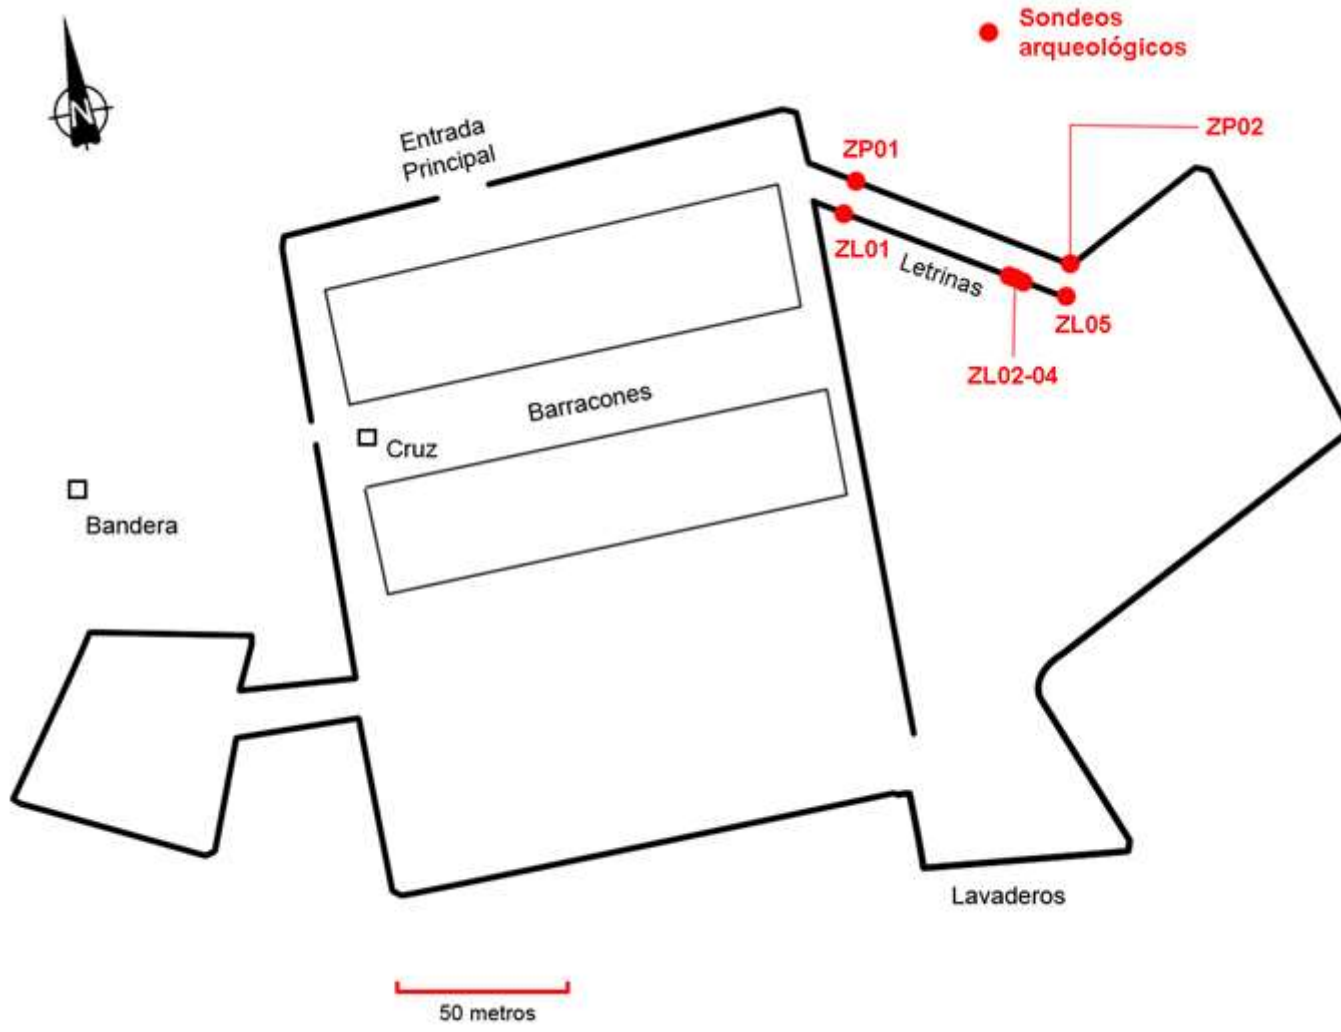 Sondeos
arqueológicos
N
Entrada
Principal
ZP01
ZP02
ZL01
Letrinas
ZL05
ZL02-04
Barracones
Cruz
Bandera
Lavaderos
50 metros